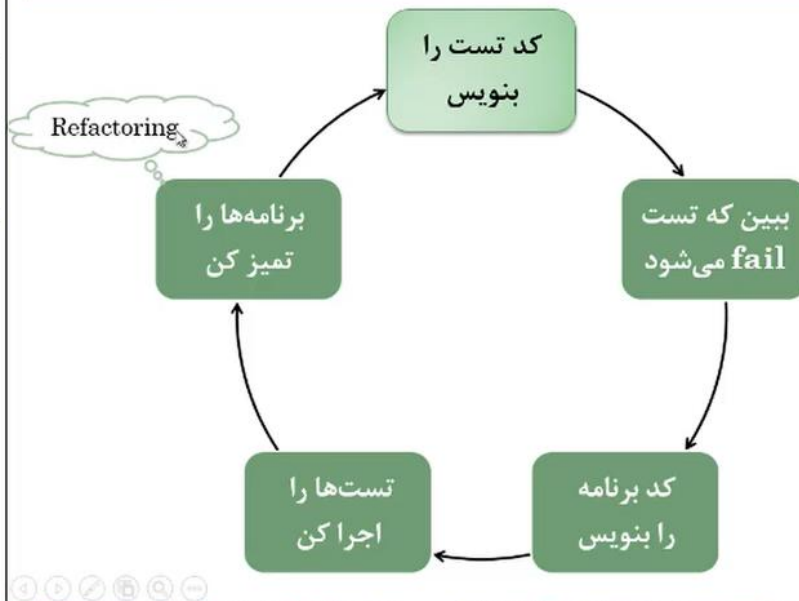 کد تست را
بنویس
ببین که تست
fail می‌شود
کد برنامه
را بنویس
تست‌ها را
اجرا کن
برنامه‌ها را
تمیز کن
Refactoring